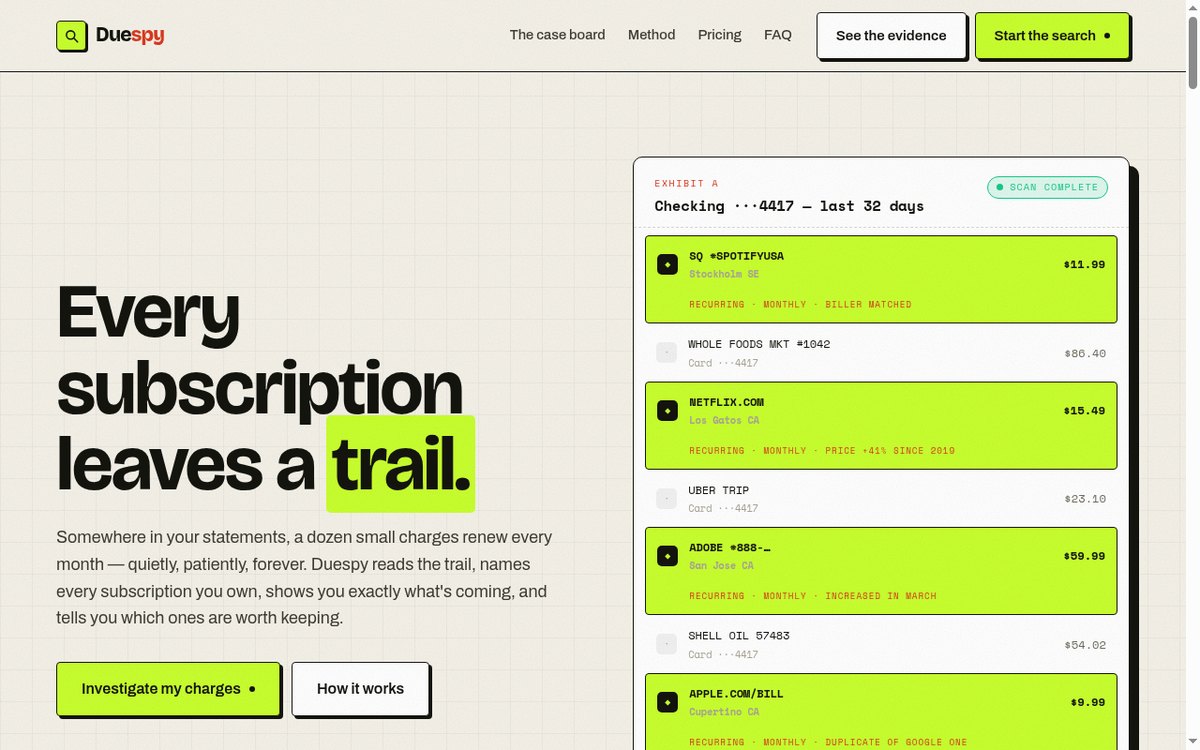 Duespy
The case board
Method
Pricing
FAQ
See the evidence
Start the search
Every
subscription
leaves a trail.
Somewhere in your statements, a dozen small charges renew every
month — quietly, patiently, forever. Duespy reads the trail, names
every subscription you own, shows you exactly what's coming, and
tells you which ones are worth keeping.
Investigate my charges
How it works
EXHIBIT A
Checking ···4417 — last 32 days
SCAN COMPLETE
SQ *SPOTIFYUSA
$11.99
Stockholm SE
RECURRING · MONTHLY · BILLER MATCHED
WHOLE FOODS MKT #1042
$86.40
Card ···4417
NETFLIX.COM
$15.49
Los Gatos CA
RECURRING · MONTHLY · PRICE +41% SINCE 2019
UBER TRIP
$23.10
Card ···4417
ADOBE *888-…
$59.99
San Jose CA
RECURRING · MONTHLY · INCREASED IN MARCH
SHELL OIL 57483
$54.02
Card ···4417
APPLE.COM/BILL
$9.99
Cupertino CA
RECURRING · MONTHLY · DUPLICATE OF GOOGLE ONE